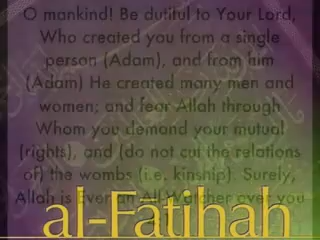 O mankind! Be dutiful to Your Lord,
Who created you from a single
person (Adam), and from him
(Adam) He created many men and
women; and fear Allah through
Whom you demand your mutual
(rights), and (do not cut the relations
of) the wombs (i.e. kinship). Surely,
Allah is Ever an All-Watcher over you
al-Fatihah